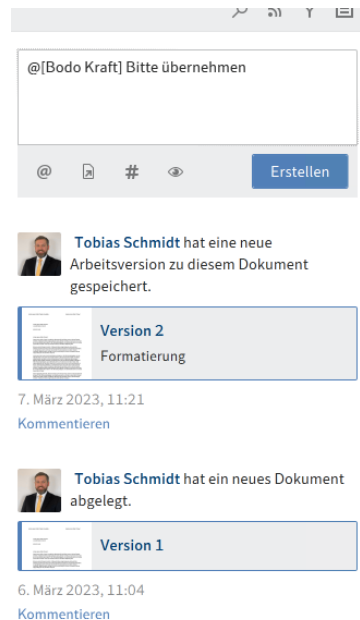 @[Bodo Kraft] Bitte übernehmen
@ # Erstellen
Tobias Schmidt hat eine neue
Arbeitsversion zu diesem Dokument
gespeichert.
Version 2
Formatierung
7. März 2023, 11:21
Kommentieren
Tobias Schmidt hat ein neues Dokument
abgelegt.
Version 1
6. März 2023, 11:04
Kommentieren